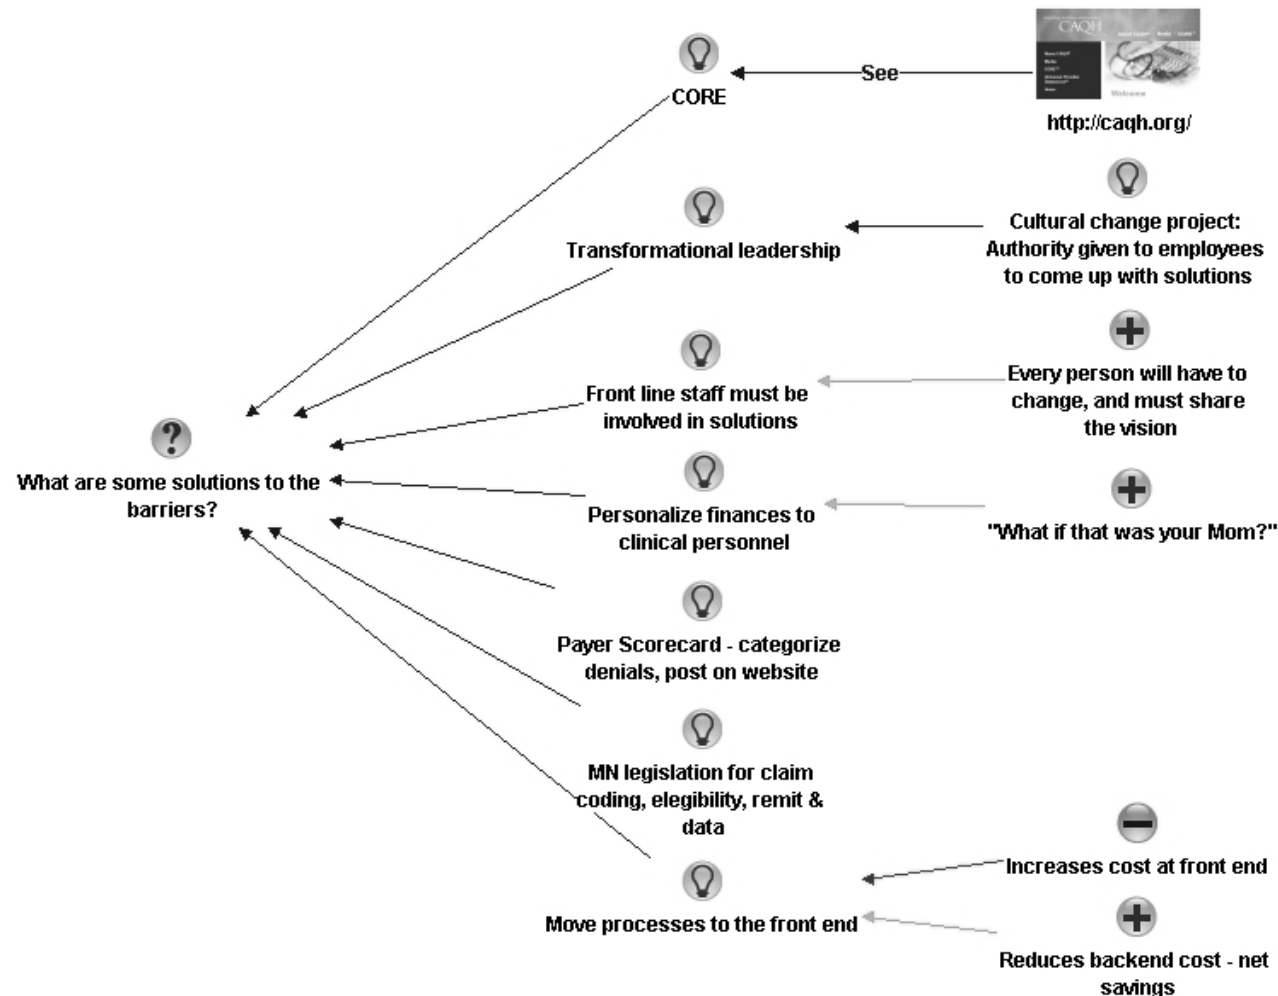 CORE
See
CAQH
Welcome
http://caqh.org/
Transformational leadership
Cultural change project:
Authority given to employees
to come up with solutions
Front line staff must be
involved in solutions
Every person will have to
change, and must share
the vision
What are some solutions to the
barriers?
Personalize finances to
clinical personnel
"What if that was your Mom?"
Payer Scorecard - categorize
denials, post on website
MN legislation for claim
coding, elegibility, remit &
data
Move processes to the front end
Increases cost at front end
Reduces backend cost - net
savings